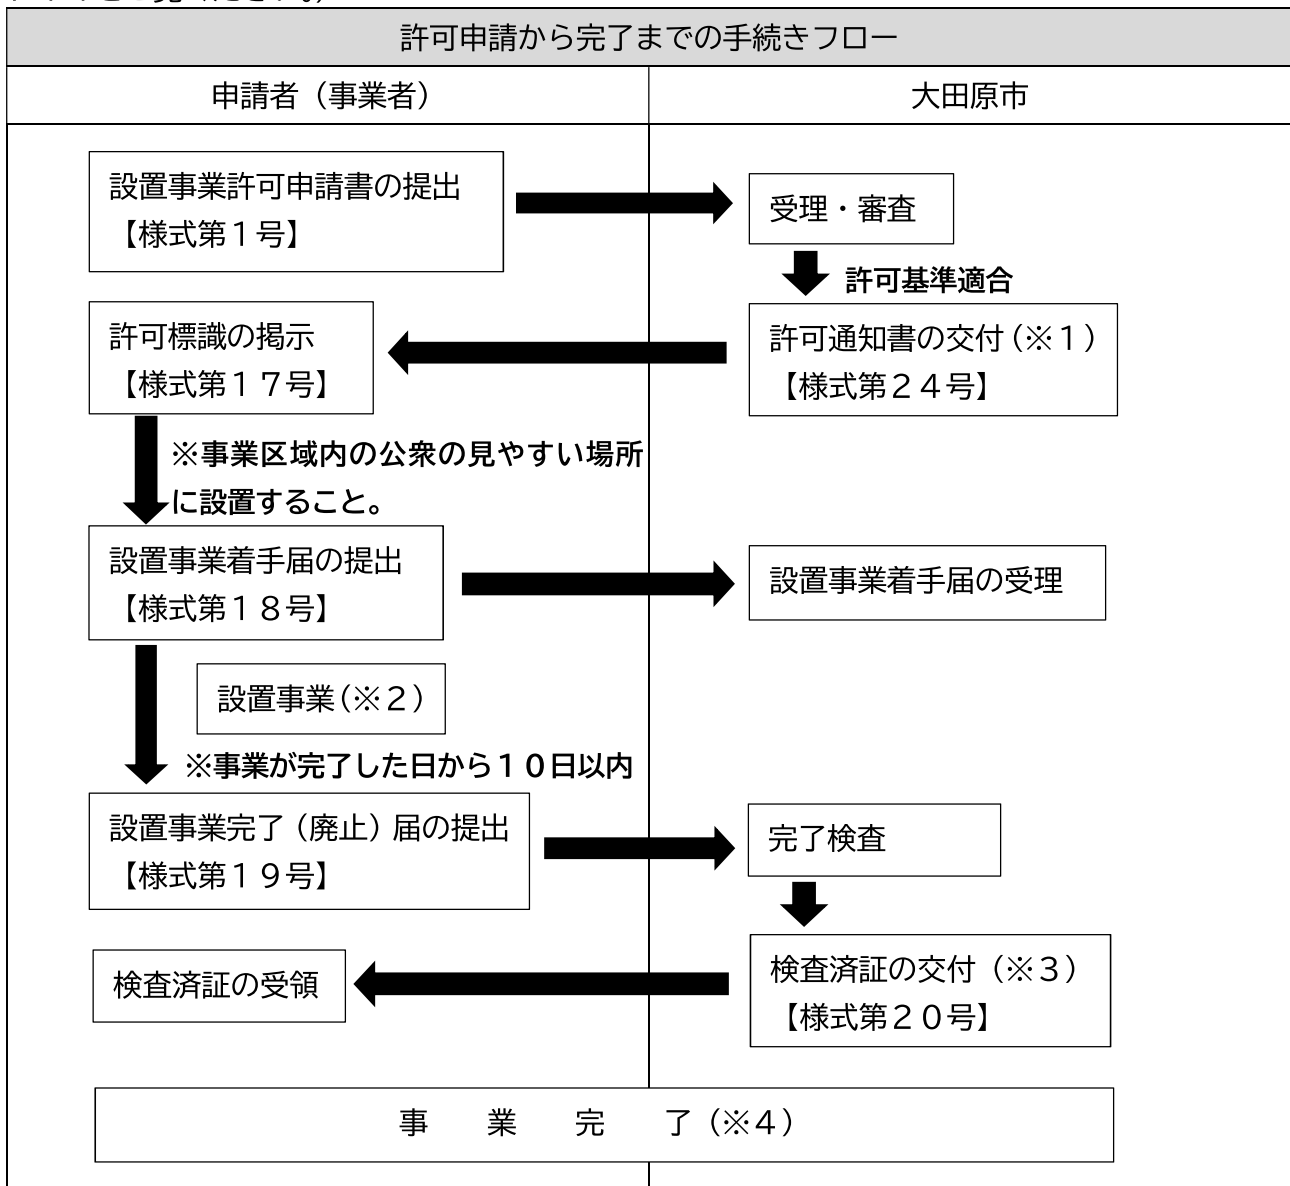 許可申請から完了までの手続きフロー
申請者（事業者）
大田原市
設置事業許可申請書の提出
【様式第１号】
受理・審査
許可基準適合
許可標識の掲示
【様式第１７号】
許可通知書の交付（※１）
【様式第２４号】
※事業区域内の公衆の見やすい場所
に設置すること。
設置事業着手届の提出
【様式第１８号】
設置事業着手届の受理
設置事業（※２）
※事業が完了した日から１０日以内
設置事業完了（廃止）届の提出
【様式第１９号】
完了検査
検査済証の受領
検査済証の交付（※３）
【様式第２０号】
事　業　完　了（※４）